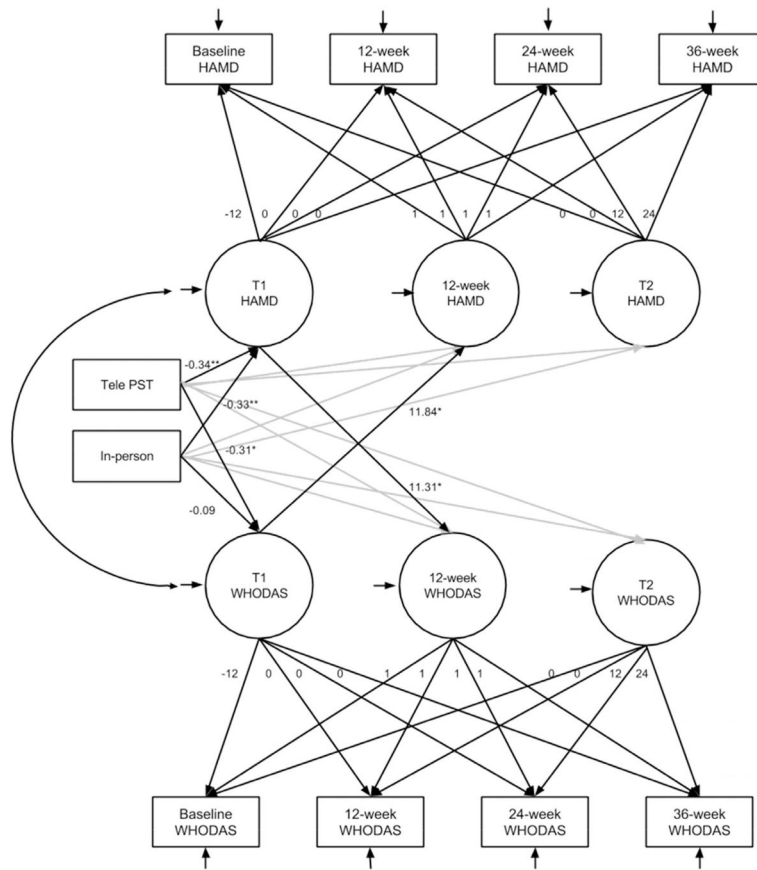 Baseline
HAMD
12-week
HAMD
24-week
HAMD
36-week
HAMD
-12 0 0 0 1 1 1 1 0 0 12 24
T1
HAMD
12-week
HAMD
T2
HAMD
Tele PST
In-person
-0.34**
-0.33**
-0.31*
-0.09
11.84*
11.31*
T1
WHODAS
12-week
WHODAS
T2
WHODAS
-12 0 0 0 1 1 1 1 0 0 12 24
Baseline
WHODAS
12-week
WHODAS
24-week
WHODAS
36-week
WHODAS